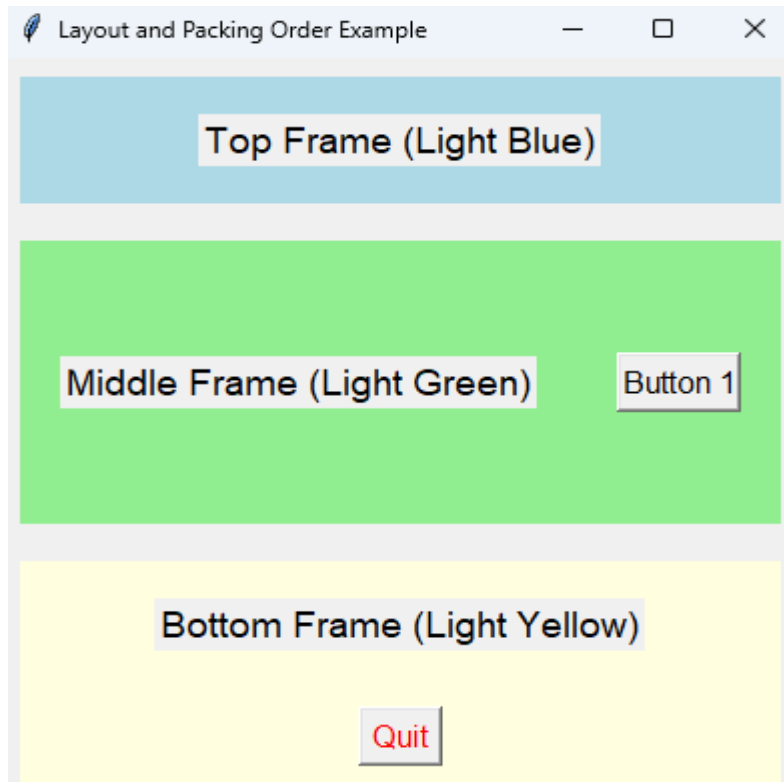 Layout and Packing Order Example
Top Frame (Light Blue)
Middle Frame (Light Green)
Button 1
Bottom Frame (Light Yellow)
Quit